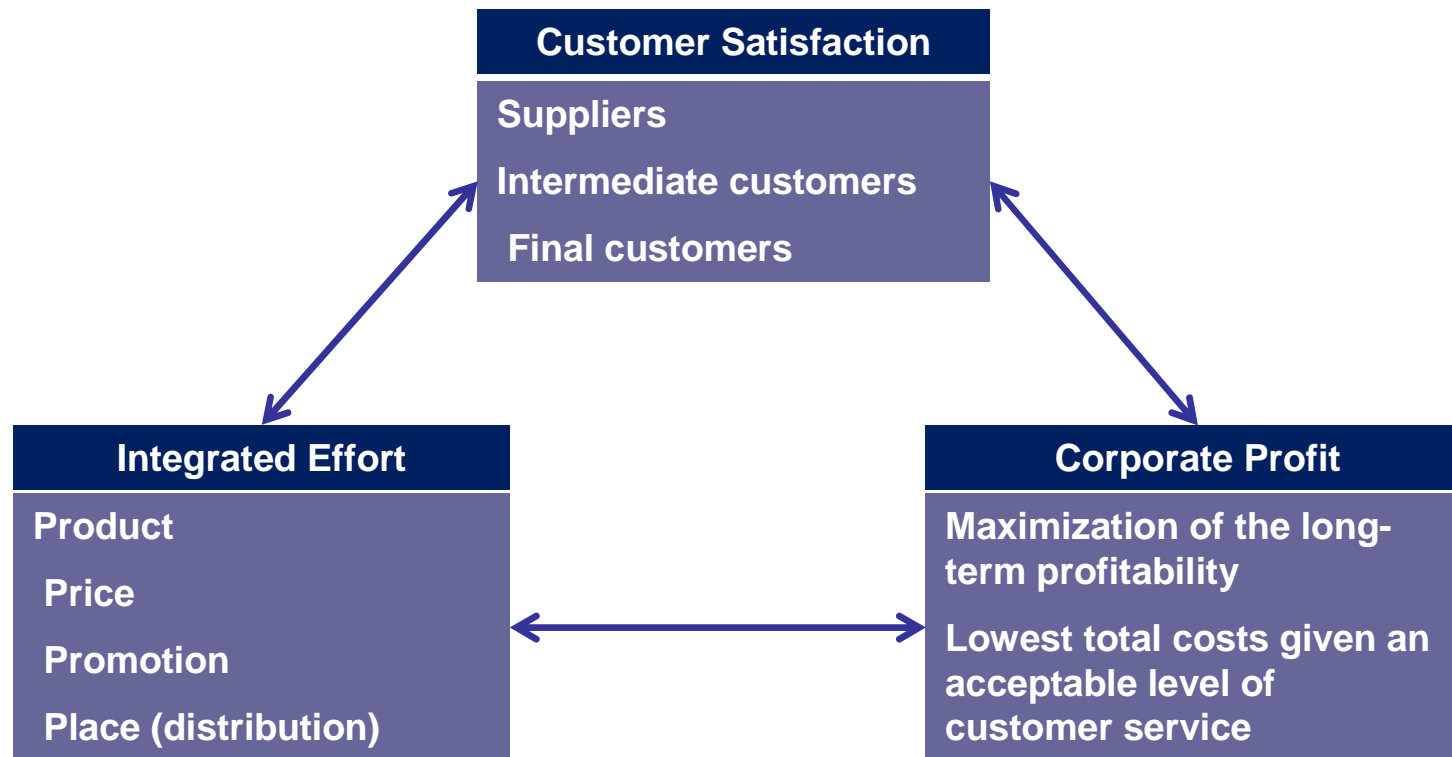 Customer Satisfaction
Suppliers
Intermediate customers
Final customers
Integrated Effort
Product
Price
Promotion
Place (distribution)
Corporate Profit
Maximization of the long-
term profitability
Lowest total costs given an
acceptable level of
customer service